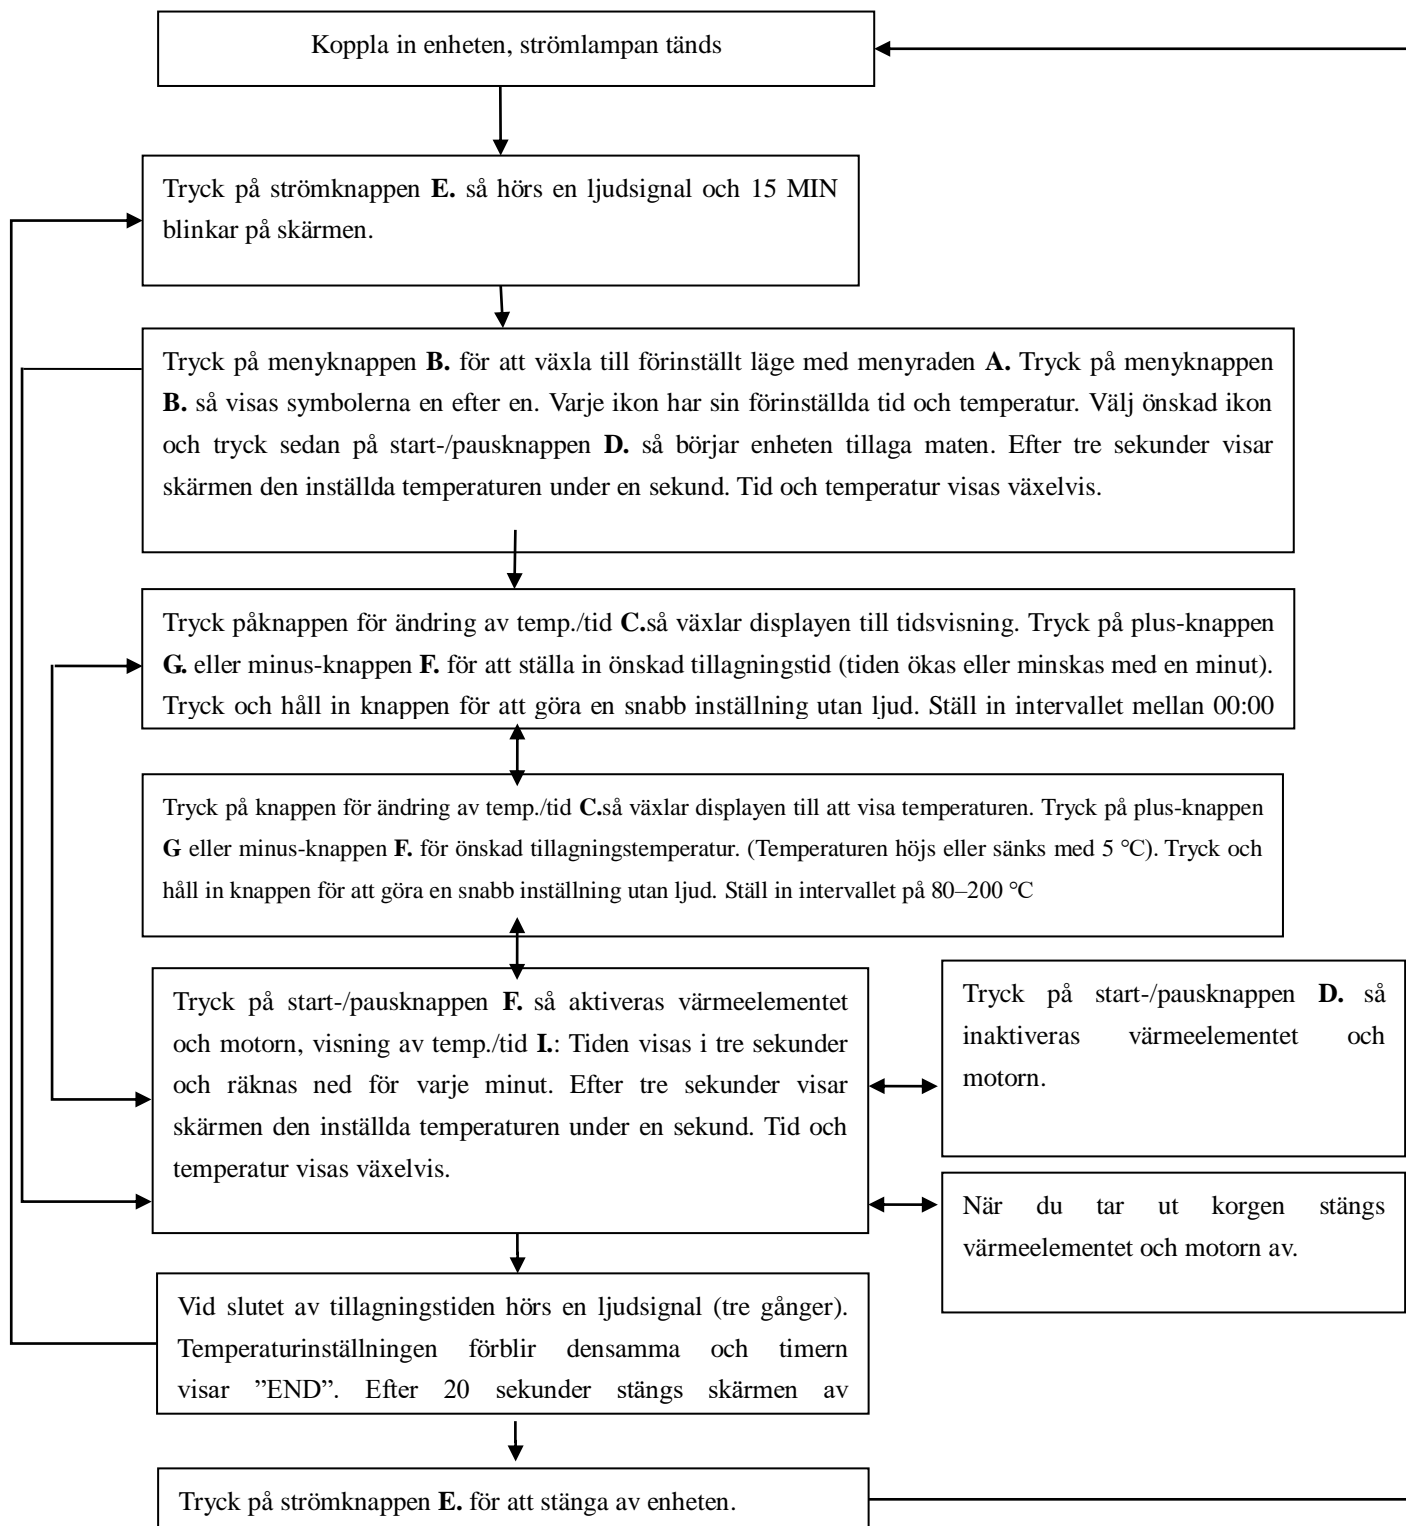 Koppla in enheten, strömlampan tänds
Tryck på strömknappen E. så hörs en ljudsignal och 15 MIN
blinkar på skärmen.
Tryck på menyknappen B. för att växla till förinställt läge med menyraden A. Tryck på menyknappen
B. så visas symbolerna en efter en. Varje ikon har sin förinställda tid och temperatur. Välj önskad ikon
och tryck sedan på start-/pausknappen D. så börjar enheten tillaga maten. Efter tre sekunder visar
skärmen den inställda temperaturen under en sekund. Tid och temperatur visas växelvis.
Tryck påknappen för ändring av temp./tid C.så växlar displayen till tidsvisning. Tryck på plus-knappen
G. eller minus-knappen F. för att ställa in önskad tillagningstid (tiden ökas eller minskas med en minut).
Tryck och håll in knappen för att göra en snabb inställning utan ljud. Ställ in intervallet mellan 00:00
Tryck på knappen för ändring av temp./tid C.så växlar displayen till att visa temperaturen. Tryck på plus-knappen
G eller minus-knappen F. för önskad tillagningstemperatur. (Temperaturen höjs eller sänks med 5 °C). Tryck och
håll in knappen för att göra en snabb inställning utan ljud. Ställ in intervallet på 80–200 °C
Tryck på start-/pausknappen F. så aktiveras värmeelementet
och motorn, visning av temp./tid I.: Tiden visas i tre sekunder
och räknas ned för varje minut. Efter tre sekunder visar
skärmen den inställda temperaturen under en sekund. Tid och
temperatur visas växelvis.
Tryck på start-/pausknappen D. så
inaktiveras värmeelementet och
motorn.
När du tar ut korgen stängs
värmeelementet och motorn av.
Vid slutet av tillagningstiden hörs en ljudsignal (tre gånger).
Temperaturinställningen förblir densamma och timern
visar ”END”. Efter 20 sekunder stängs skärmen av
Tryck på strömknappen E. för att stänga av enheten.